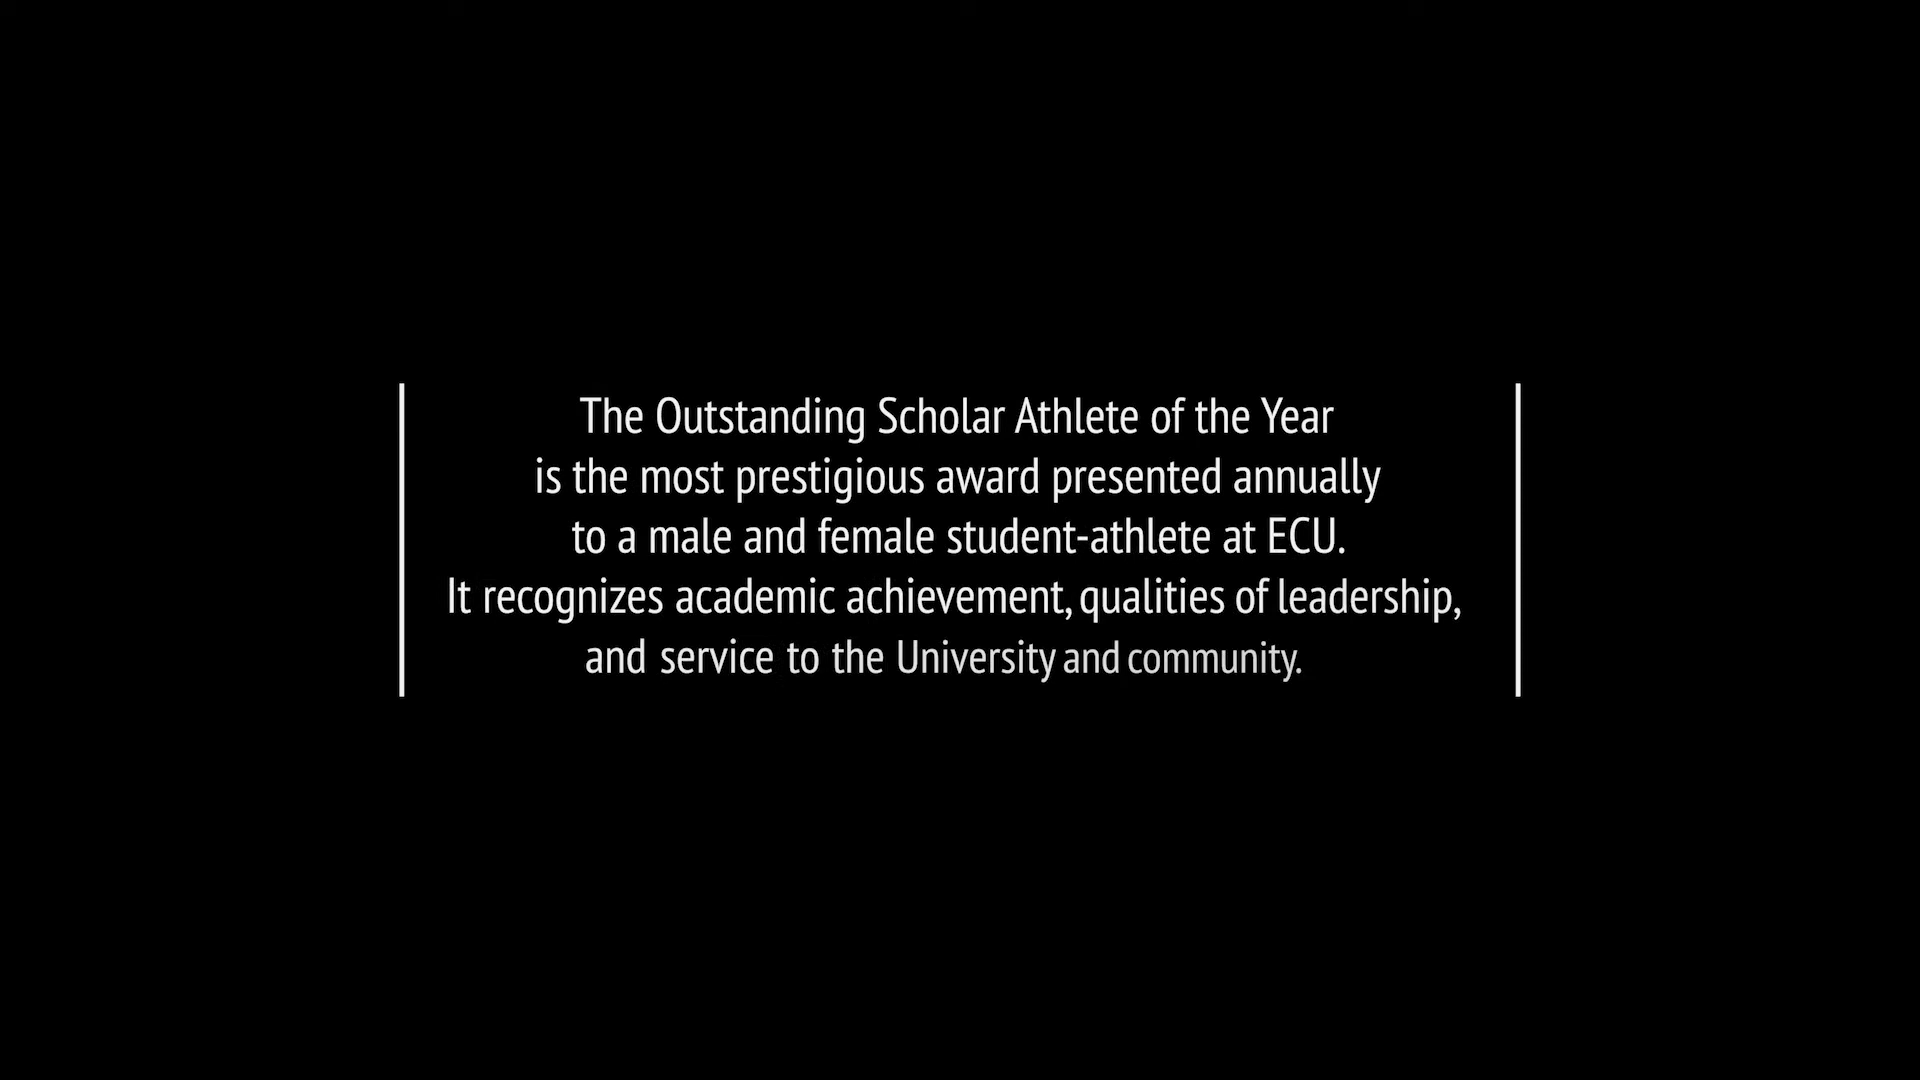 The Outstanding Scholar Athlete of the Year
is the most prestigious award presented annually
to a male and female student-athlete at ECU.
It recognizes academic achievement, qualities of leadership,
and service to the University and community.